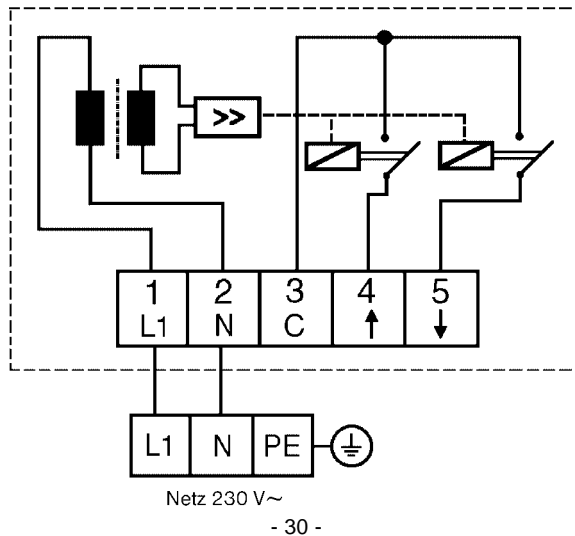 >>
1 2 3 4 5
L1 N C ↑ ↓
L1 N PE
Netz 230 V~
- 30 -